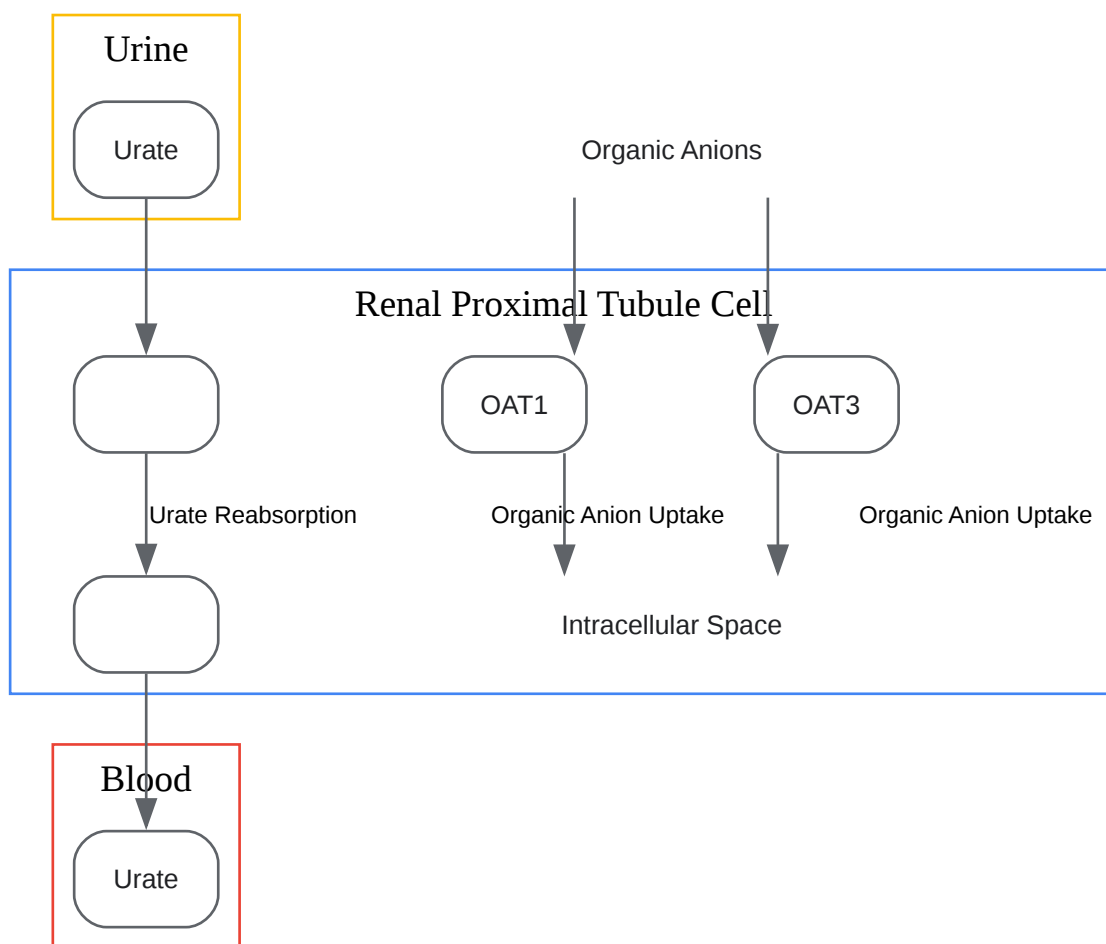 Urine
Urate
Organic Anions
Renal Proximal Tubule Cell
OAT1
OAT3
Urate Reabsorption
Organic Anion Uptake
Organic Anion Uptake
Intracellular Space
Blood
Urate